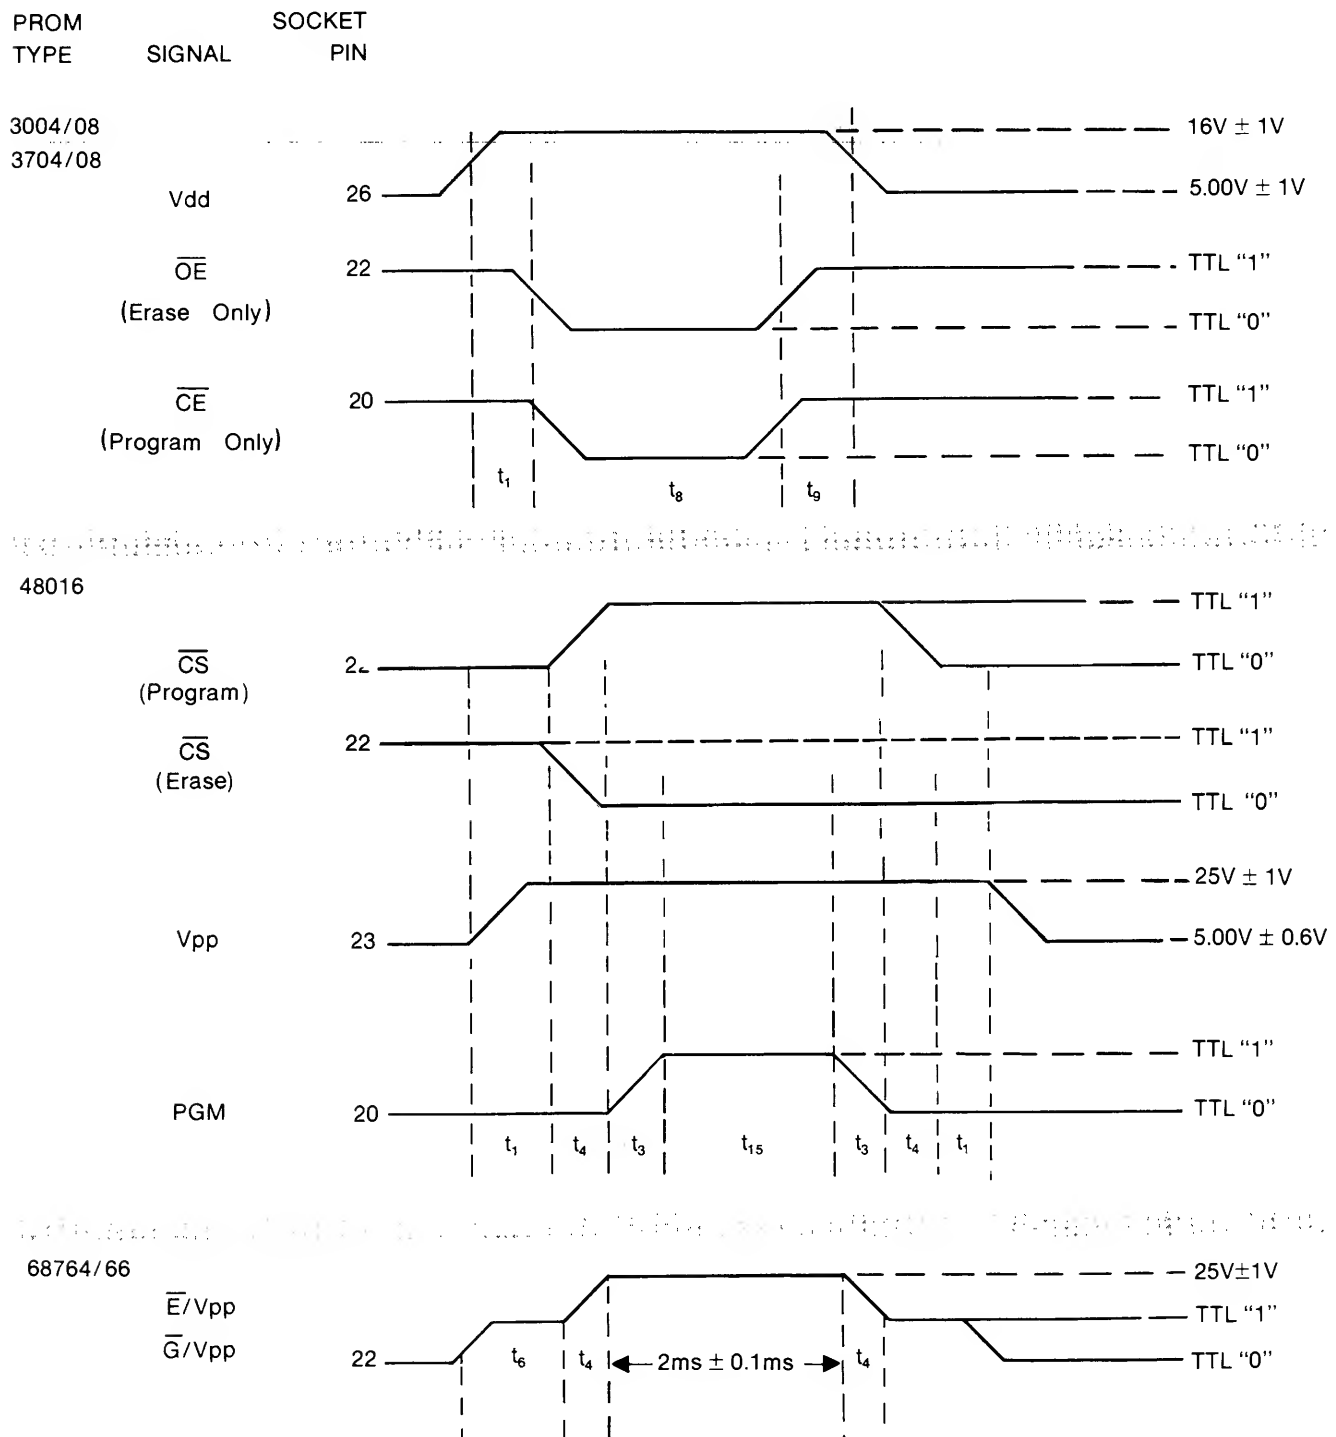 PROM SOCKET
TYPE SIGNAL PIN
3004/08
3704/08
16V ± 1V
Vdd 26 5.00V ± 1V
OE 22 TTL “1”
(Erase Only)
TTL “0”
CE 20 TTL “1”
(Program Only)
TTL “0”
t1 t8 t9
48016
TTL “1”
CS TTL “0”
(Program)
CS 22 TTL “1”
(Erase)
TTL “0”
25V ± 1V
Vpp 23 5.00V ± 0.6V
TTL “1”
PGM 20 TTL “0”
t1 t4 t3 t15 t3 t4 t1
68764/66
25V±1V
E/Vpp TTL “1”
G/Vpp 22 t6 t4 2ms ± 0.1ms t4 TTL “0”